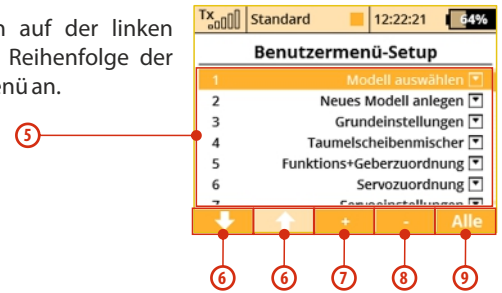 n auf der linken
Reihenfolge der
enü an.
Tx Standard 12:22:21 64%
Benutzermenü-Setup
1 Modell auswählen
2 Neues Modell anlegen
3 Grundeinstellungen
4 Taumelscheibenmischer
5 Funktions+Geberzuordnung
6 Servozuordnung
7 Servoeinstellungen
+ - Alle
5
6 6 7 8 9